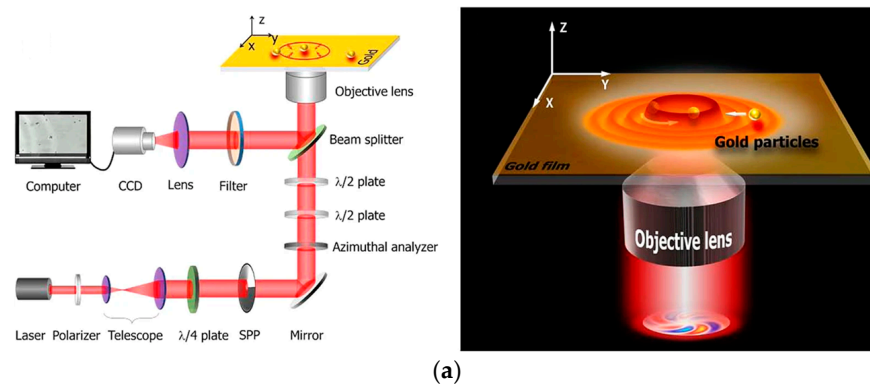 Z
y
x
Gold
Objective lens
Beam splitter
Computer
CCD
Lens
Filter
λ/2 plate
λ/2 plate
Azimuthal analyzer
Laser
Polarizer
Telescope
λ/4 plate
SPP
Mirror
Z
Y
X
Gold particles
Gold film
Objective lens
(a)